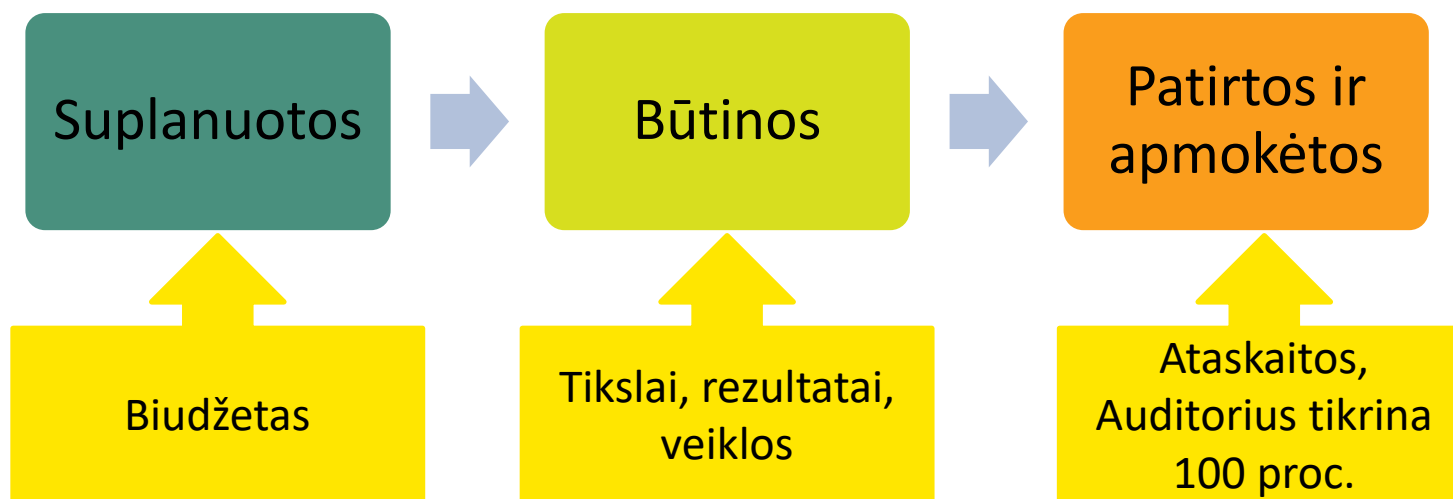 Suplanuotos
Būtinos
Patirtos ir
apmokėtos
Biudžetas
Tikslai, rezultatai,
veiklos
Ataskaitos,
Auditorius tikrina
100 proc.